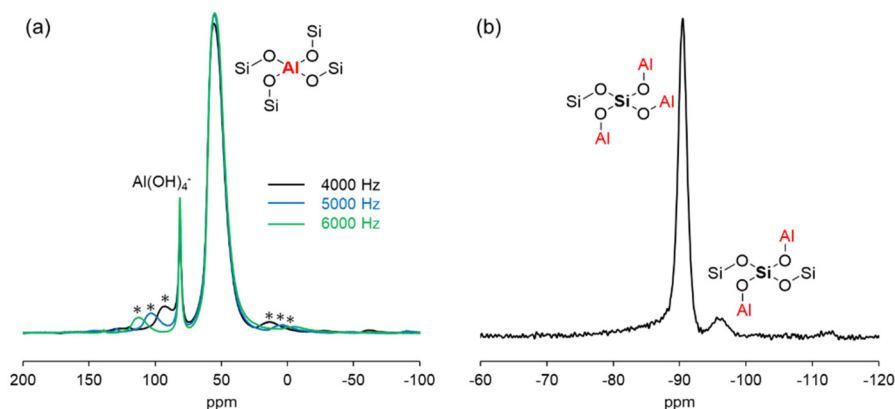 (a)
Si
Si
O
O
Al
Si
O
O
Si
Al(OH)₄⁻
4000 Hz
5000 Hz
6000 Hz
* * *
* * *
200
150
100
50
0
-50
-100
ppm
(b)
Al
O
O
Si
Si
Al
O
O
Al
Al
O
O
Si
Si
Si
O
O
Al
-60
-70
-80
-90
-100
-110
-120
ppm